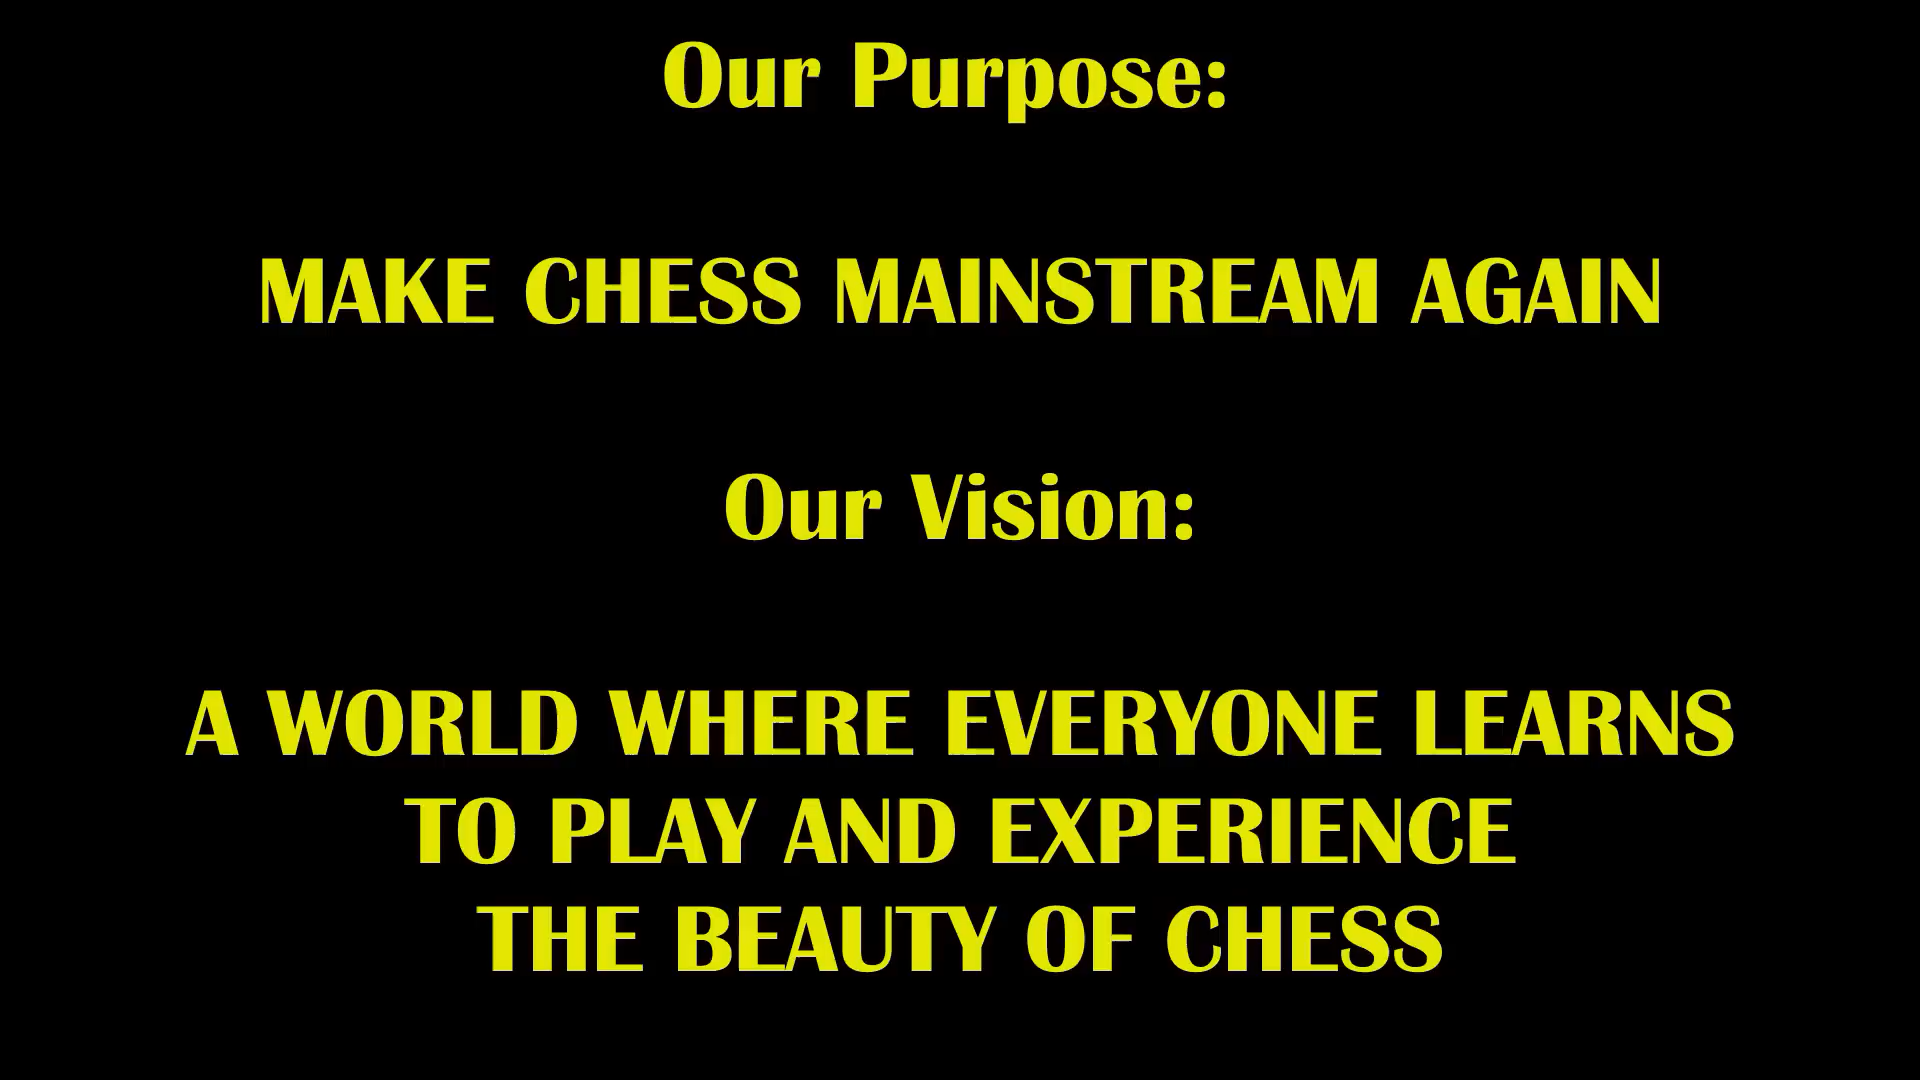 Our Purpose:
MAKE CHESS MAINSTREAM AGAIN
Our Vision:
A WORLD WHERE EVERYONE LEARNS
TO PLAY AND EXPERIENCE
THE BEAUTY OF CHESS